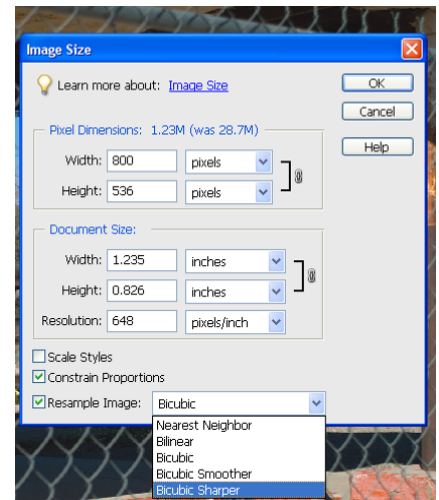 Image Size
Learn more about: Image Size
OK
Cancel
Help
Pixel Dimensions: 1.23M (was 28.7M)
Width: 800 pixels
Height: 536 pixels
Document Size:
Width: 1.235 inches
Height: 0.826 inches
Resolution: 648 pixels/inch
Scale Styles
Constrain Proportions
Resample Image: Bicubic
Nearest Neighbor
Bilinear
Bicubic
Bicubic Smoother
Bicubic Sharper